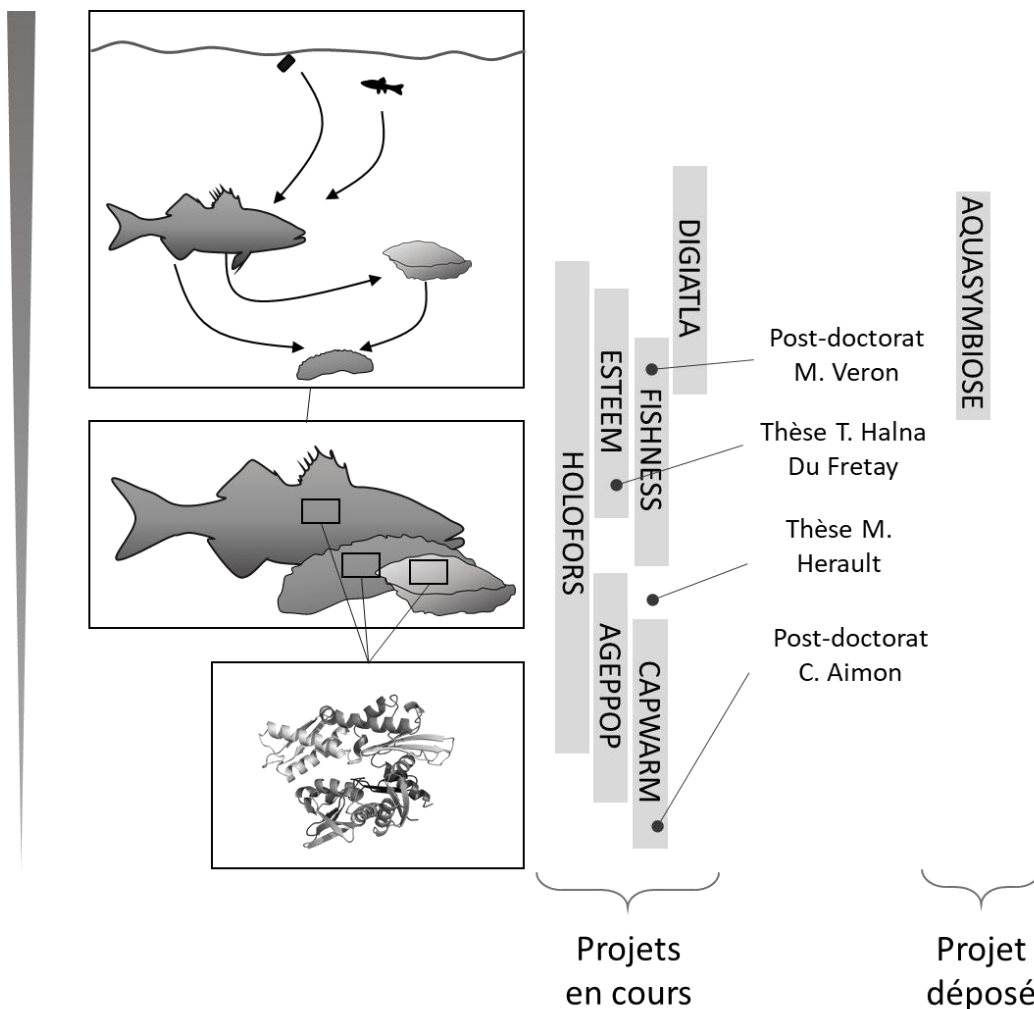 DIGIATLA
AQUASYMBIOSE
HOLOFORS
ESTEEM
FISHNESS
Post-doctorat
M. Veron
Thèse T. Halna
Du Fretay
Thèse M.
Herault
AGEPPOP
CAPWARM
Post-doctorat
C. Aimon
Projets
en cours
Projet
déposé